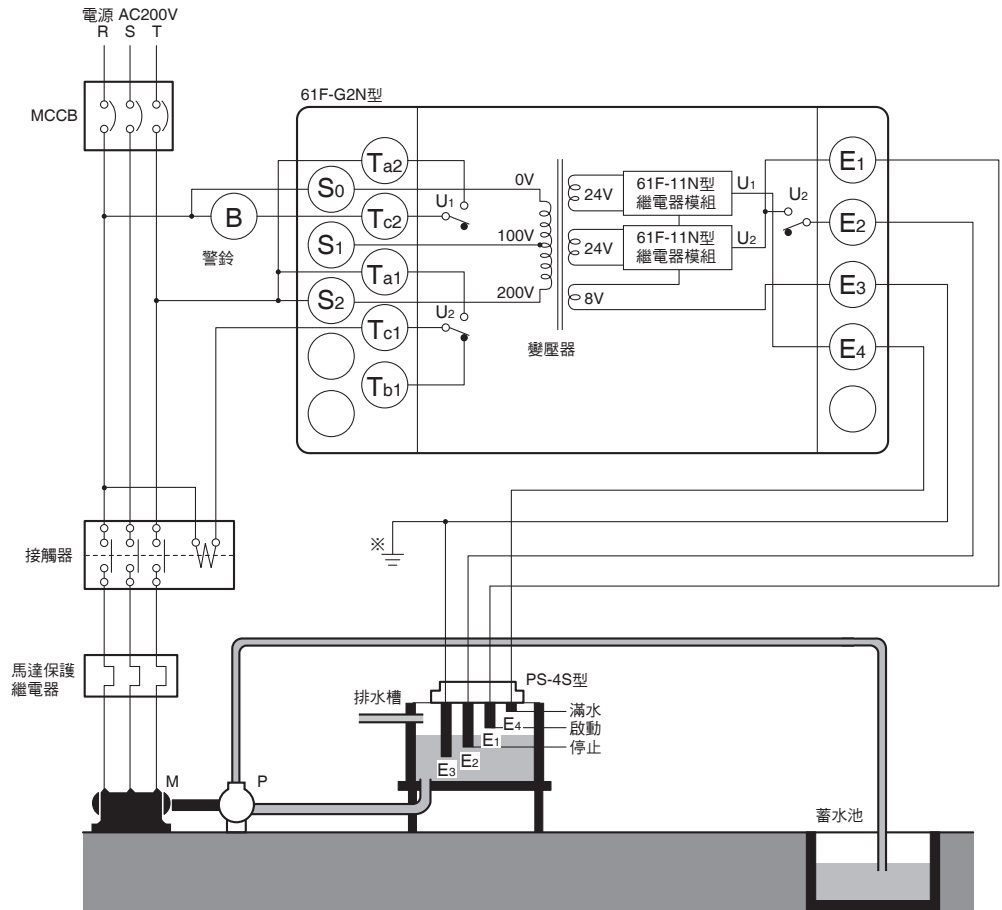 電源 AC200V
R S T
MCCB
61F-G2N型
Ta2
S0
0V
U1
Tc2
B
警鈴
S1
100V
Ta1
S2
200V
U2
Tc1
Tb1
變壓器
24V
61F-11N型
繼電器模組
U1
24V
61F-11N型
繼電器模組
U2
8V
U2
E1
E2
E3
E4
接觸器
※
馬達保護
繼電器
PS-4S型
排水槽
滿水
啟動
停止
E4
E1
E2
E3
M
P
蓄水池